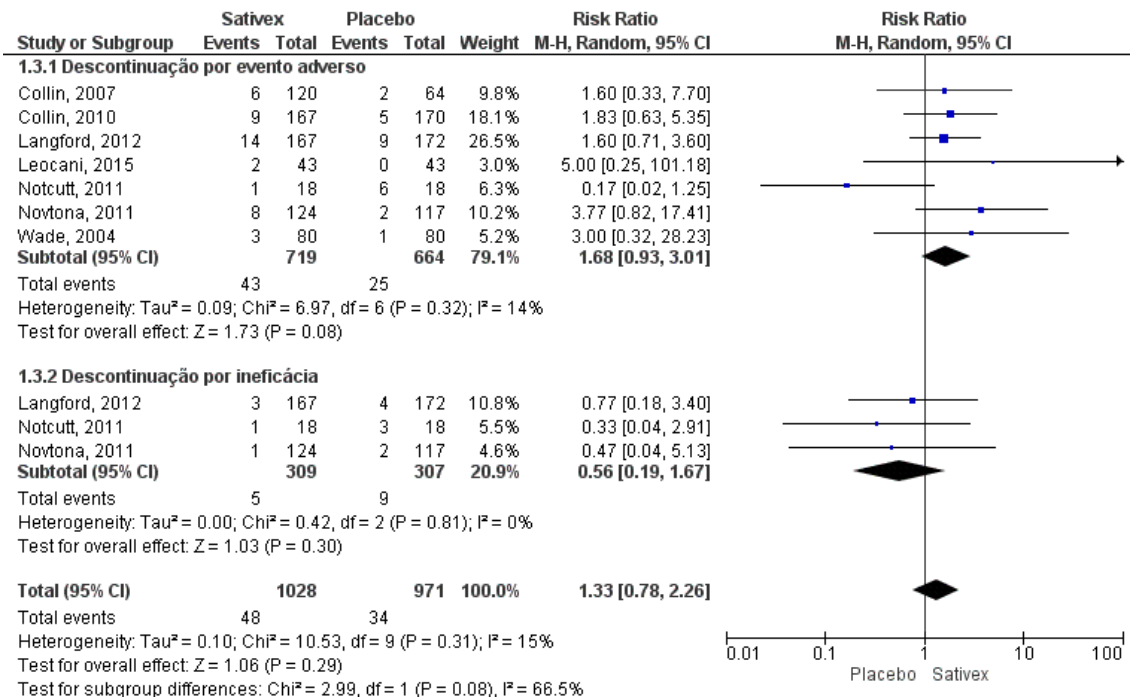 Sativex Placebo Risk Ratio Risk Ratio
Study or Subgroup Events Total Events Total Weight M-H, Random, 95% CI M-H, Random, 95% CI
1.3.1 Descontinuação por evento adverso
Collin, 2007 6 120 2 64 9.8% 1.60 [0.33, 7.70]
Collin, 2010 9 167 5 170 18.1% 1.83 [0.63, 5.35]
Langford, 2012 14 167 9 172 26.5% 1.60 [0.71, 3.60]
Leocani, 2015 2 43 0 43 3.0% 5.00 [0.25, 101.18]
Notcutt, 2011 1 18 6 18 6.3% 0.17 [0.02, 1.25]
Novtona, 2011 8 124 2 117 10.2% 3.77 [0.82, 17.41]
Wade, 2004 3 80 1 80 5.2% 3.00 [0.32, 28.23]
Subtotal (95% CI) 719 664 79.1% 1.68 [0.93, 3.01]
Total events 43 25
Heterogeneity: Tau² = 0.09; Chi² = 6.97, df = 6 (P = 0.32); I² = 14%
Test for overall effect: Z = 1.73 (P = 0.08)
1.3.2 Descontinuação por ineficácia
Langford, 2012 3 167 4 172 10.8% 0.77 [0.18, 3.40]
Notcutt, 2011 1 18 3 18 5.5% 0.33 [0.04, 2.91]
Novtona, 2011 1 124 2 117 4.6% 0.47 [0.04, 5.13]
Subtotal (95% CI) 309 307 20.9% 0.56 [0.19, 1.67]
Total events 5 9
Heterogeneity: Tau² = 0.00; Chi² = 0.42, df = 2 (P = 0.81); I² = 0%
Test for overall effect: Z = 1.03 (P = 0.30)
Total (95% CI) 1028 971 100.0% 1.33 [0.78, 2.26]
Total events 48 34
Heterogeneity: Tau² = 0.10; Chi² = 10.53, df = 9 (P = 0.31); I² = 15%
Test for overall effect: Z = 1.06 (P = 0.29)
Test for subgroup differences: Chi² = 2.99, df = 1 (P = 0.08), I² = 66.5%
0.01 0.1 1 10 100
Placebo Sativex